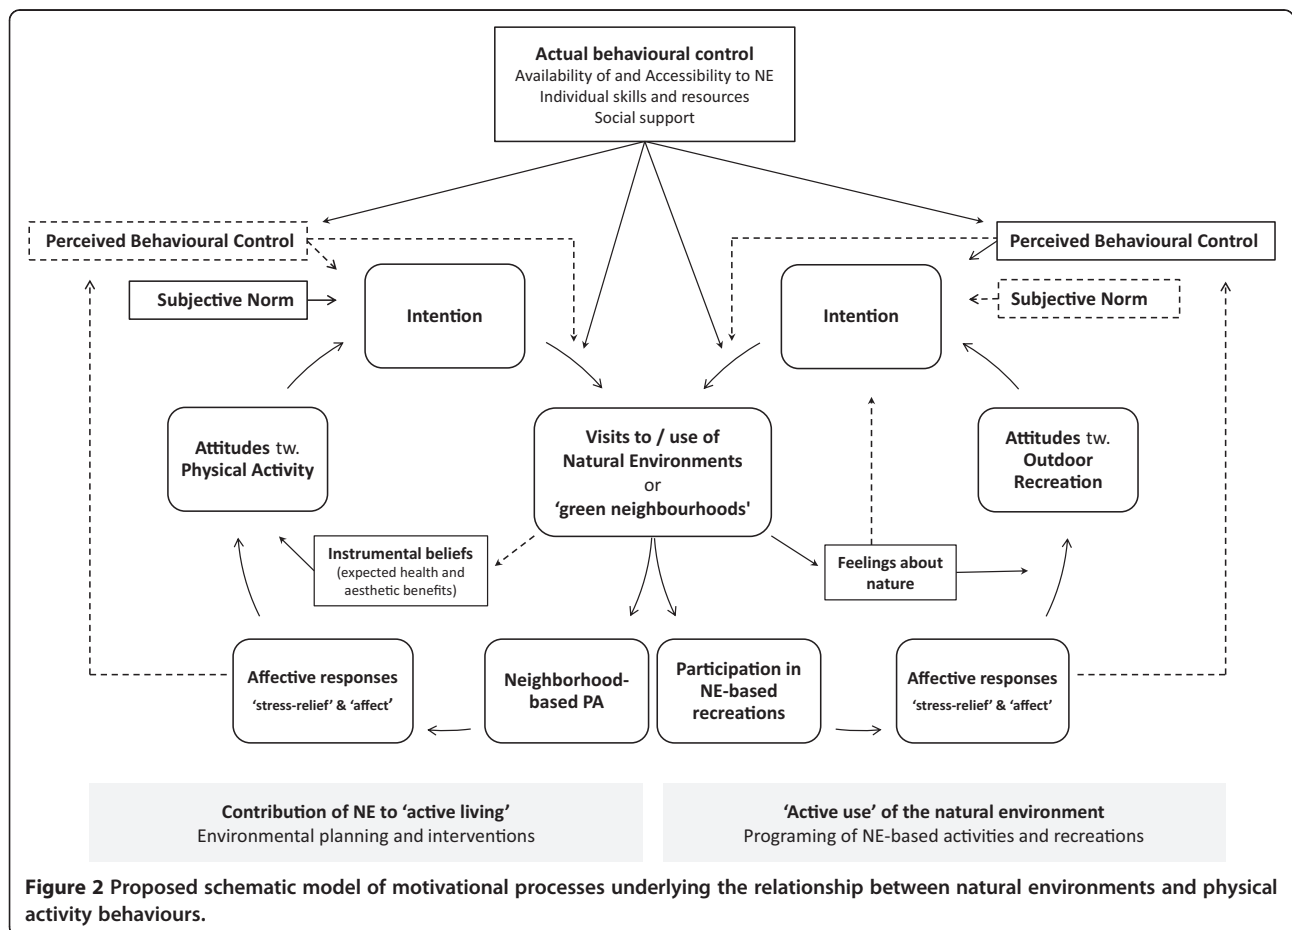 Actual behavioural control
Availability of and Accessibility to NE
Individual skills and resources
Social support
Perceived Behavioural Control
Perceived Behavioural Control
Subjective Norm
Intention
Intention
Subjective Norm
Attitudes tw.
Physical Activity
Visits to / use of
Natural Environments
or
‘green neighbourhoods'
Attitudes tw.
Outdoor
Recreation
Instrumental beliefs
(expected health and
aesthetic benefits)
Feelings about
nature
Affective responses
‘stress-relief’ & ‘affect’
Neighborhood-
based PA
Participation in
NE-based
recreations
Affective responses
‘stress-relief’ & ‘affect’
Contribution of NE to ‘active living’
Environmental planning and interventions
‘Active use’ of the natural environment
Programing of NE-based activities and recreations
Figure 2 Proposed schematic model of motivational processes underlying the relationship between natural environments and physical
activity behaviours.